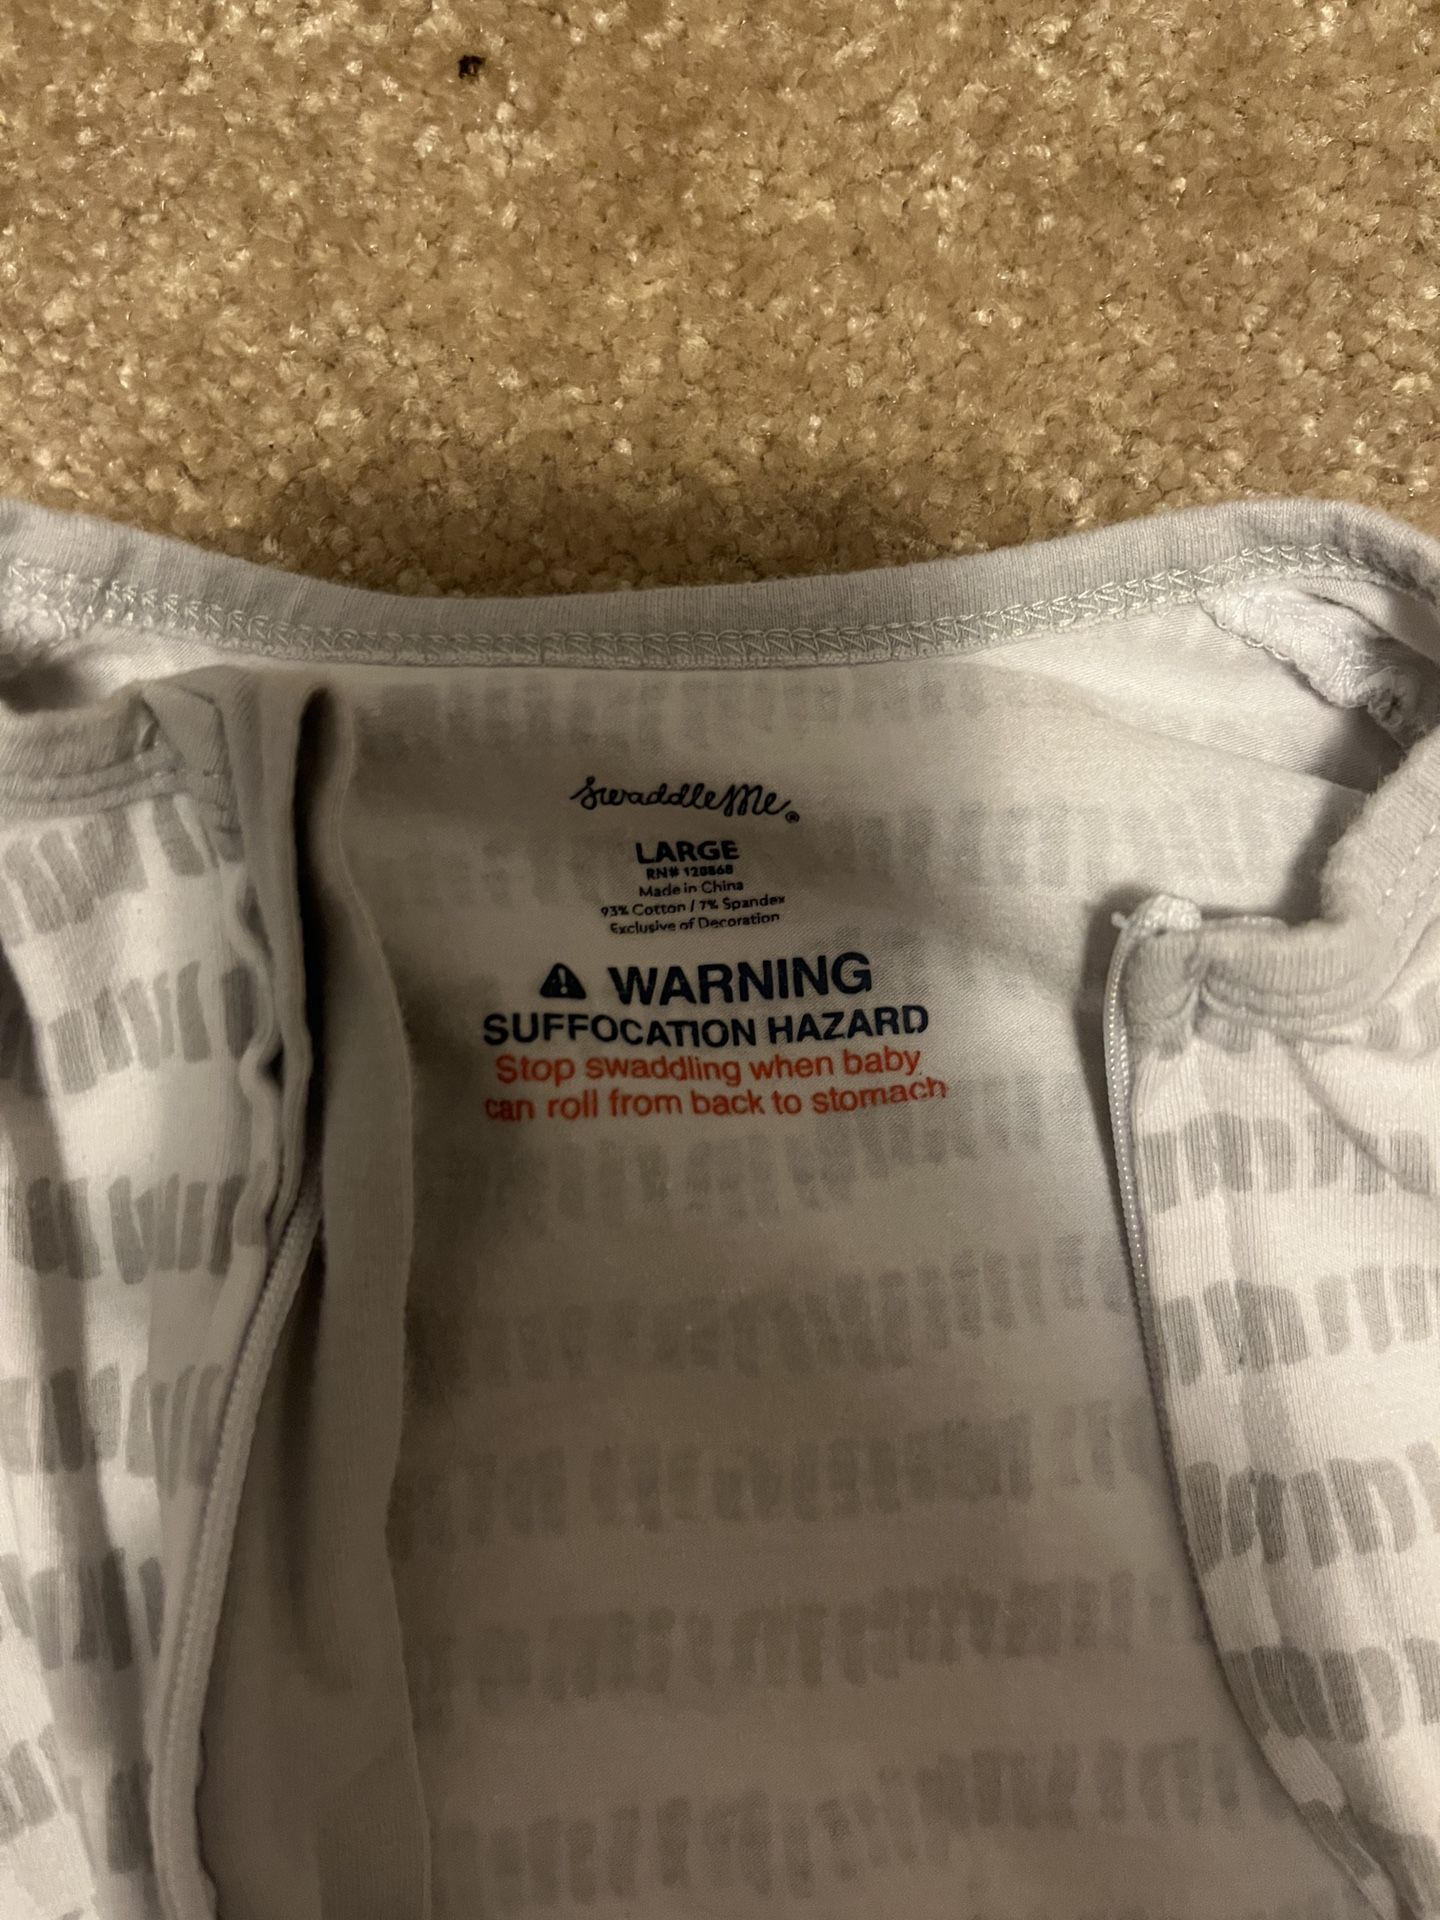 SwaddleMe®
LARGE
RN# 128868
Made in China
93% Cotton / 7% Spandex
Exclusive of Decoration
⚠ WARNING
SUFFOCATION HAZARD
Stop swaddling when baby
can roll from back to stomach